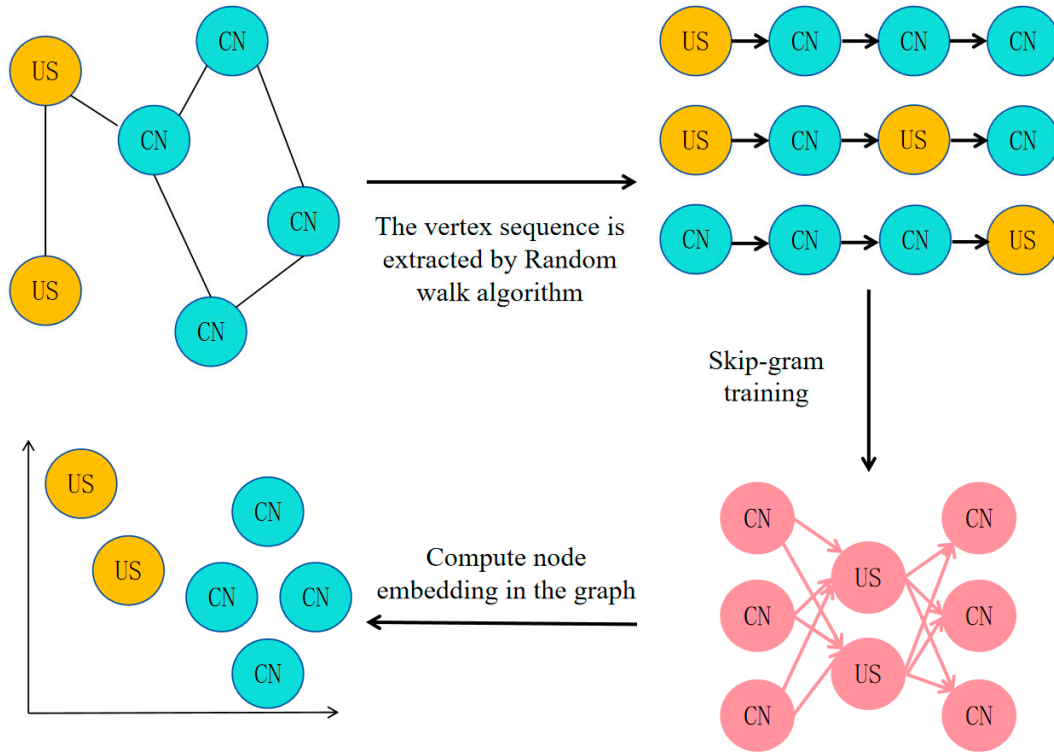 US
CN
CN
CN
US
CN
The vertex sequence is
extracted by Random
walk algorithm
US CN CN CN
US CN US CN
CN CN CN US
Skip-gram
training
CN CN
US
CN CN
US
CN CN
Compute node
embedding in the graph
US
CN
US
CN CN
CN